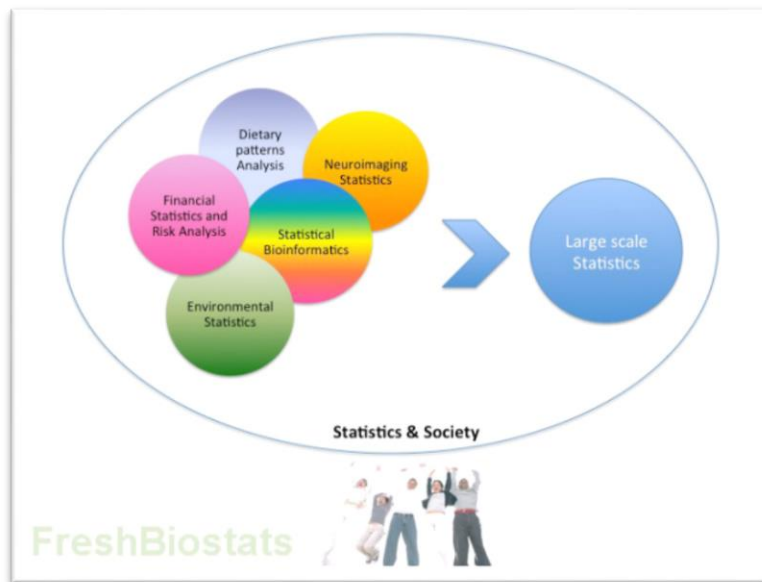 Dietary
patterns
Analysis
Neuroimaging
Statistics
Financial
Statistics and
Risk Analysis
Statistical
Bioinformatics
Large scale
Statistics
Environmental
Statistics
Statistics & Society
FreshBiostats